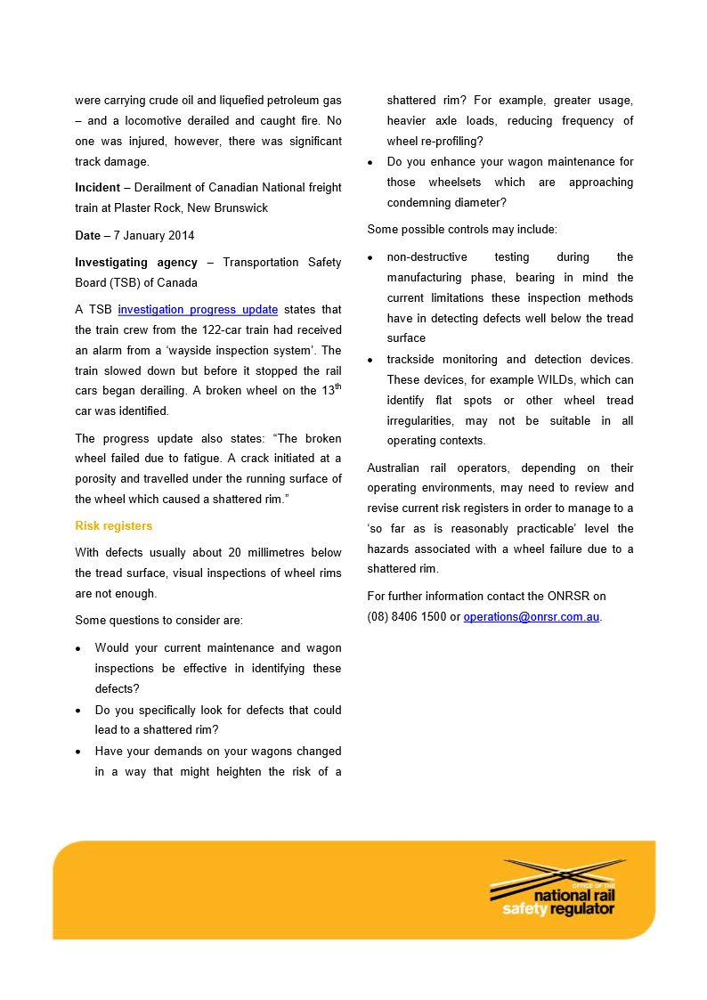 were carrying crude oil and liquefied petroleum gas
– and a locomotive derailed and caught fire. No
one was injured, however, there was significant
track damage.
Incident – Derailment of Canadian National freight
train at Plaster Rock, New Brunswick
Date – 7 January 2014
Investigating agency – Transportation Safety
Board (TSB) of Canada
A TSB investigation progress update states that
the train crew from the 122-car train had received
an alarm from a ‘wayside inspection system’. The
train slowed down but before it stopped the rail
cars began derailing. A broken wheel on the 13th
car was identified.
The progress update also states: “The broken
wheel failed due to fatigue. A crack initiated at a
porosity and travelled under the running surface of
the wheel which caused a shattered rim.”
Risk registers
With defects usually about 20 millimetres below
the tread surface, visual inspections of wheel rims
are not enough.
Some questions to consider are:
• Would your current maintenance and wagon
inspections be effective in identifying these
defects?
• Do you specifically look for defects that could
lead to a shattered rim?
• Have your demands on your wagons changed
in a way that might heighten the risk of a
shattered rim? For example, greater usage,
heavier axle loads, reducing frequency of
wheel re-profiling?
• Do you enhance your wagon maintenance for
those wheelsets which are approaching
condemning diameter?
Some possible controls may include:
• non-destructive testing during the
manufacturing phase, bearing in mind the
current limitations these inspection methods
have in detecting defects well below the tread
surface
• trackside monitoring and detection devices.
These devices, for example WILDs, which can
identify flat spots or other wheel tread
irregularities, may not be suitable in all
operating contexts.
Australian rail operators, depending on their
operating environments, may need to review and
revise current risk registers in order to manage to a
‘so far as is reasonably practicable’ level the
hazards associated with a wheel failure due to a
shattered rim.
For further information contact the ONRSR on
(08) 8406 1500 or operations@onrsr.com.au.
OFFICE OF THE
national rail
safety regulator